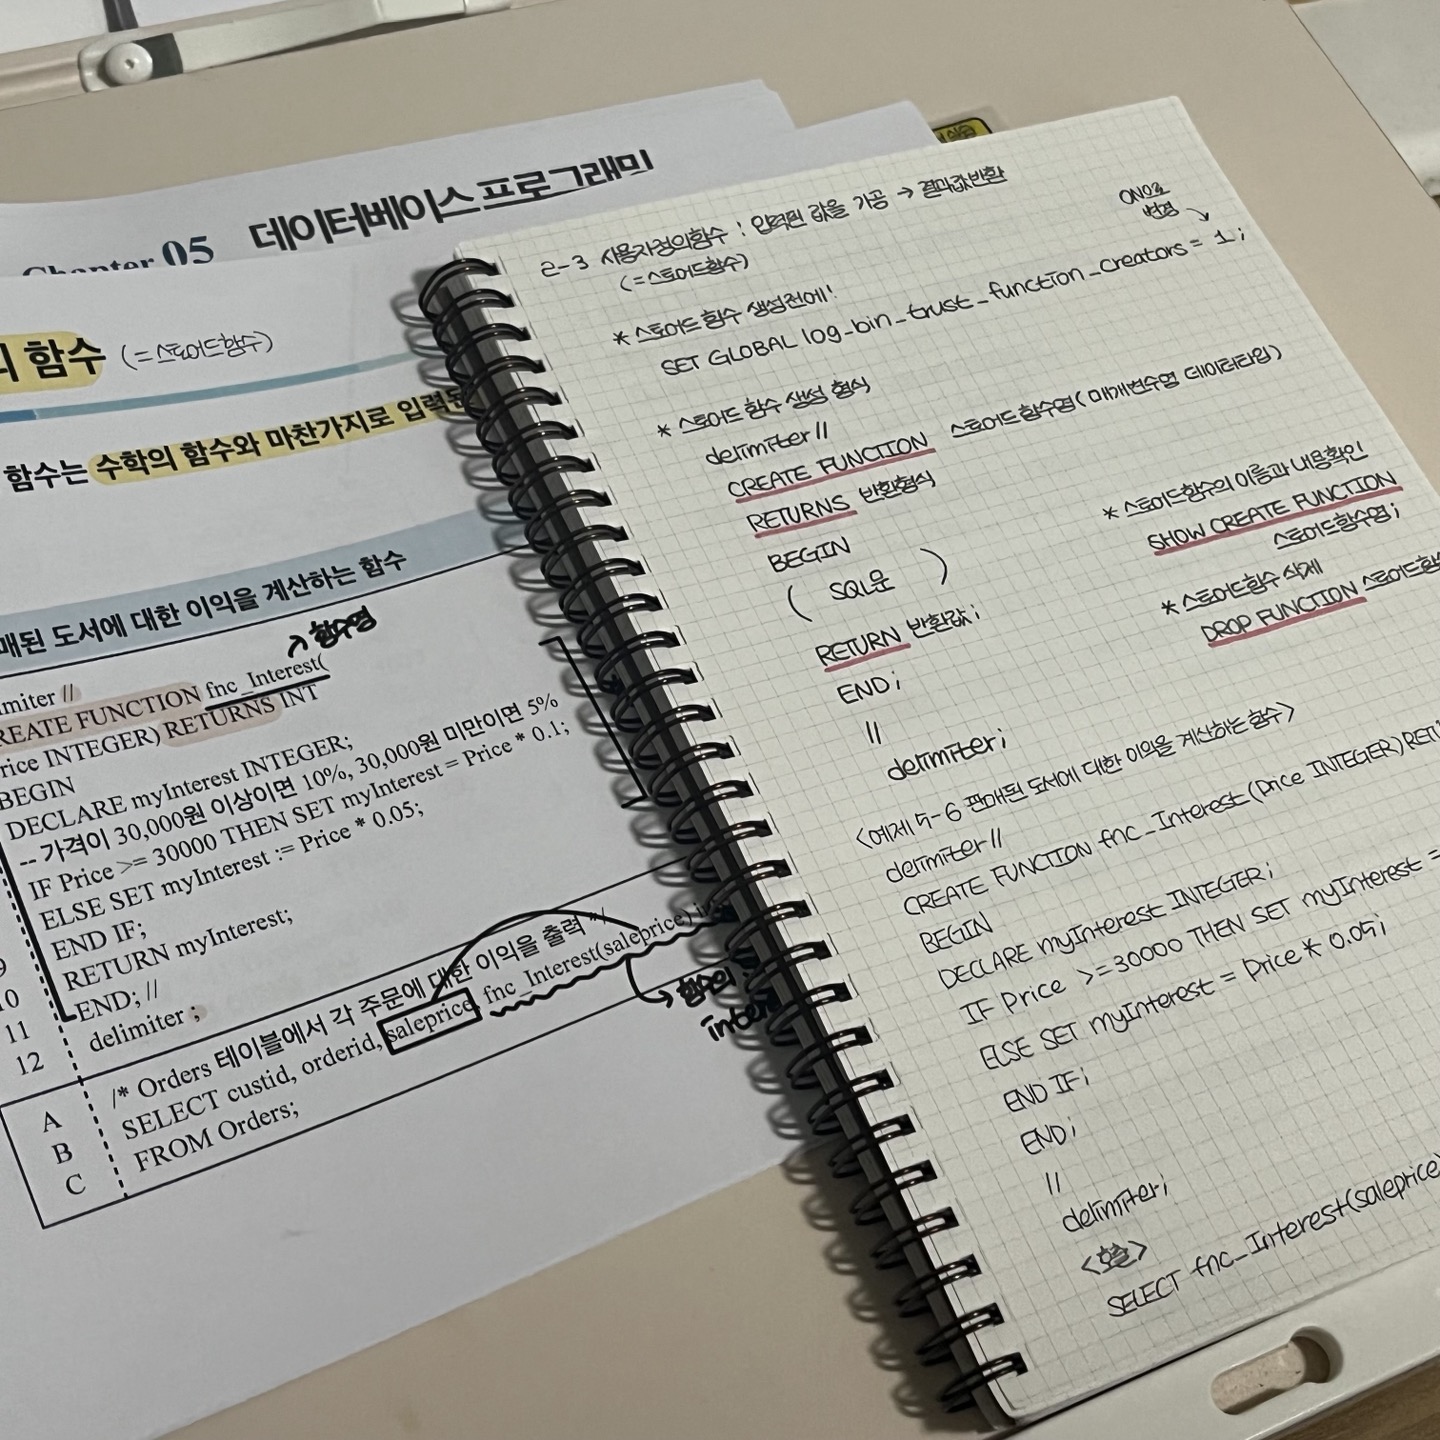 Chapter 05 데이터베이스 프로그래밍
의 함수 (=스토어드함수)
함수는 수학의 함수와 마찬가지로 입력된
매된 도서에 대한 이익을 계산하는 함수
→ 함수명
limiter //
REATE FUNCTION fnc_Interest(
rice INTEGER) RETURNS INT
BEGIN
DECLARE myInterest INTEGER;
-- 가격이 30,000원 이상이면 10%, 30,000원 미만이면 5%
IF Price >= 30000 THEN SET myInterest = Price * 0.1;
ELSE SET myInterest := Price * 0.05;
END IF;
9 RETURN myInterest;
10 END; //
11 delimiter ;
12
/* Orders 테이블에서 각 주문에 대한 이익을 출력 */
A SELECT custid, orderid, saleprice, fnc_Interest(saleprice)
B FROM Orders;
C
→ 함수의
2-3 사용자정의함수 : 입력된 값을 가공 → 결과값반환
(=스토어드함수)
ON으로
변경
* 스토어드 함수 생성전에!
SET GLOBAL log_bin_trust_function_creators = 1;
* 스토어드 함수 생성 형식
delimiter //
CREATE FUNCTION 스토어드함수명(매개변수명 데이터타입)
RETURNS 반환형식
BEGIN
( SQL문 )
RETURN 반환값;
END;
//
delimiter;
* 스토어드함수의 이름과 내용확인
SHOW CREATE FUNCTION
스토어드함수명;
* 스토어드함수 삭제
DROP FUNCTION 스토어드함수
<예제 5-6 판매된 도서에 대한 이익을 계산하는 함수>
delimiter //
CREATE FUNCTION fnc_Interest(Price INTEGER)RET
BEGIN
DECLARE myInterest INTEGER;
IF Price >=30000 THEN SET myInterest =
ELSE SET myInterest = Price * 0.05;
END IF;
END;
//
delimiter;
<호출>
SELECT fnc_Interest(saleprice)